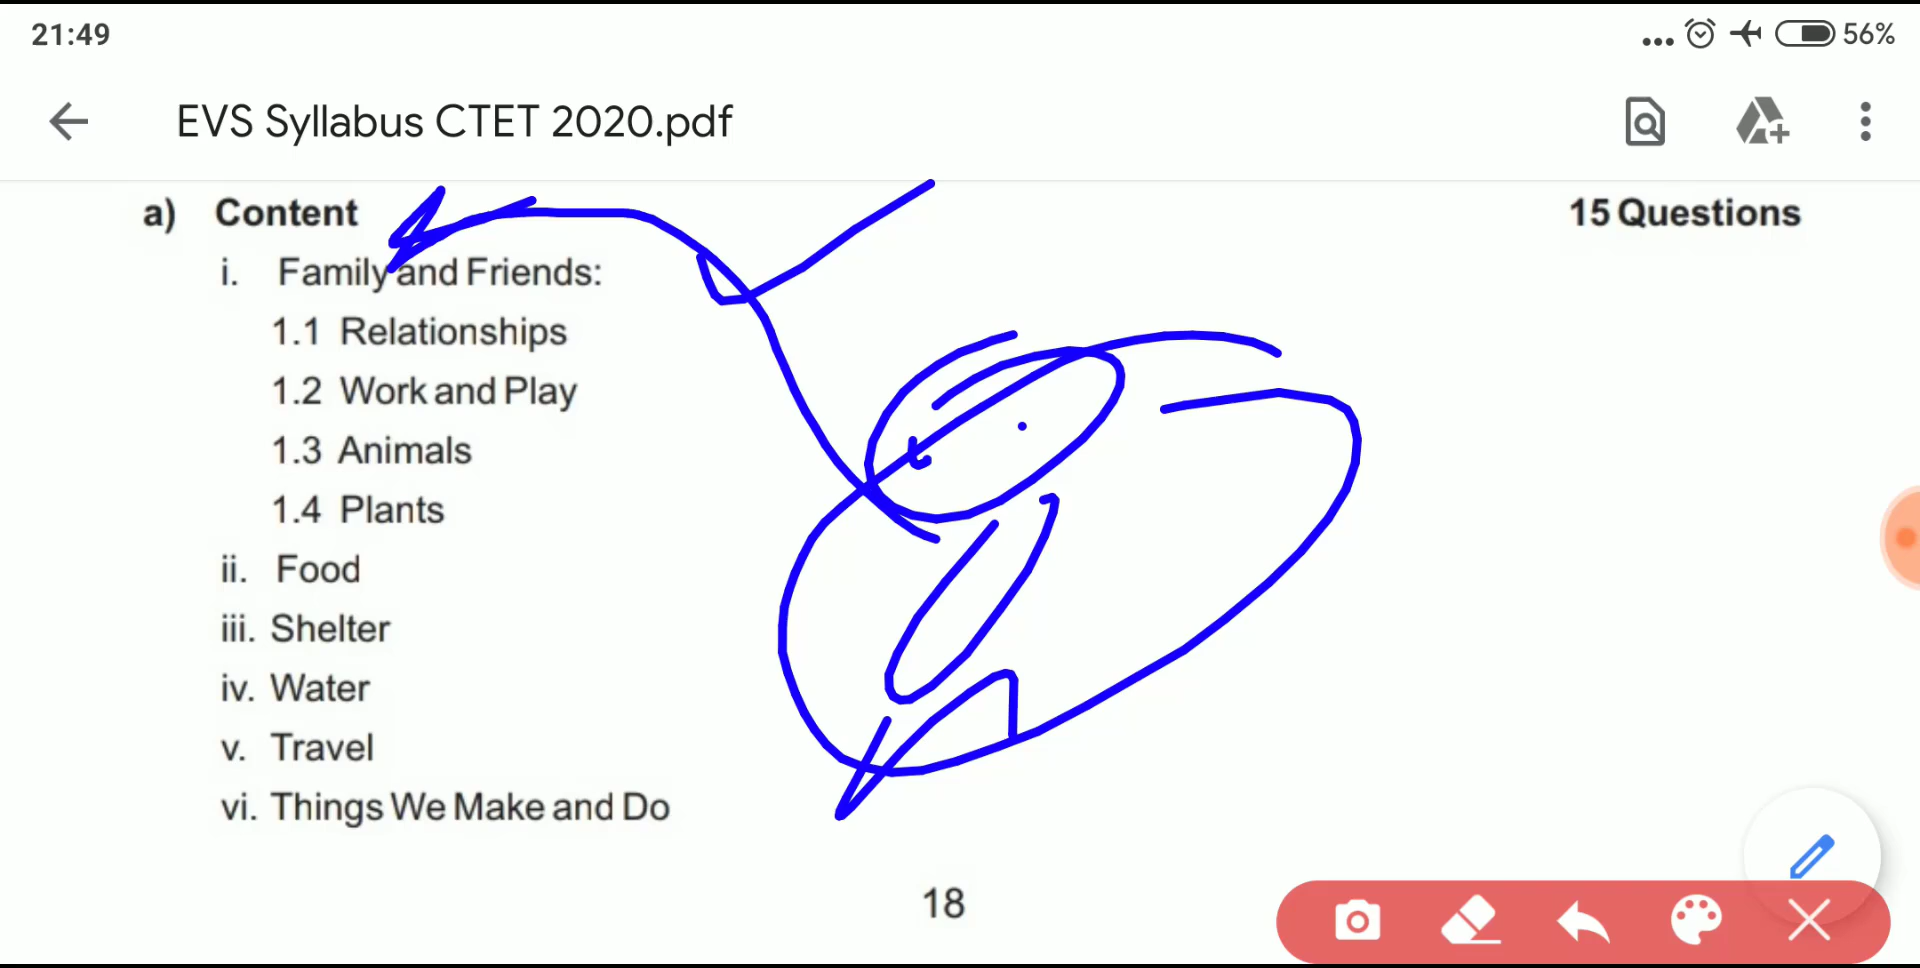 21:49
56%
EVS Syllabus CTET 2020.pdf
a) Content 15 Questions
i. Family and Friends:
1.1 Relationships
1.2 Work and Play
1.3 Animals
1.4 Plants
ii. Food
iii. Shelter
iv. Water
v. Travel
vi. Things We Make and Do
18